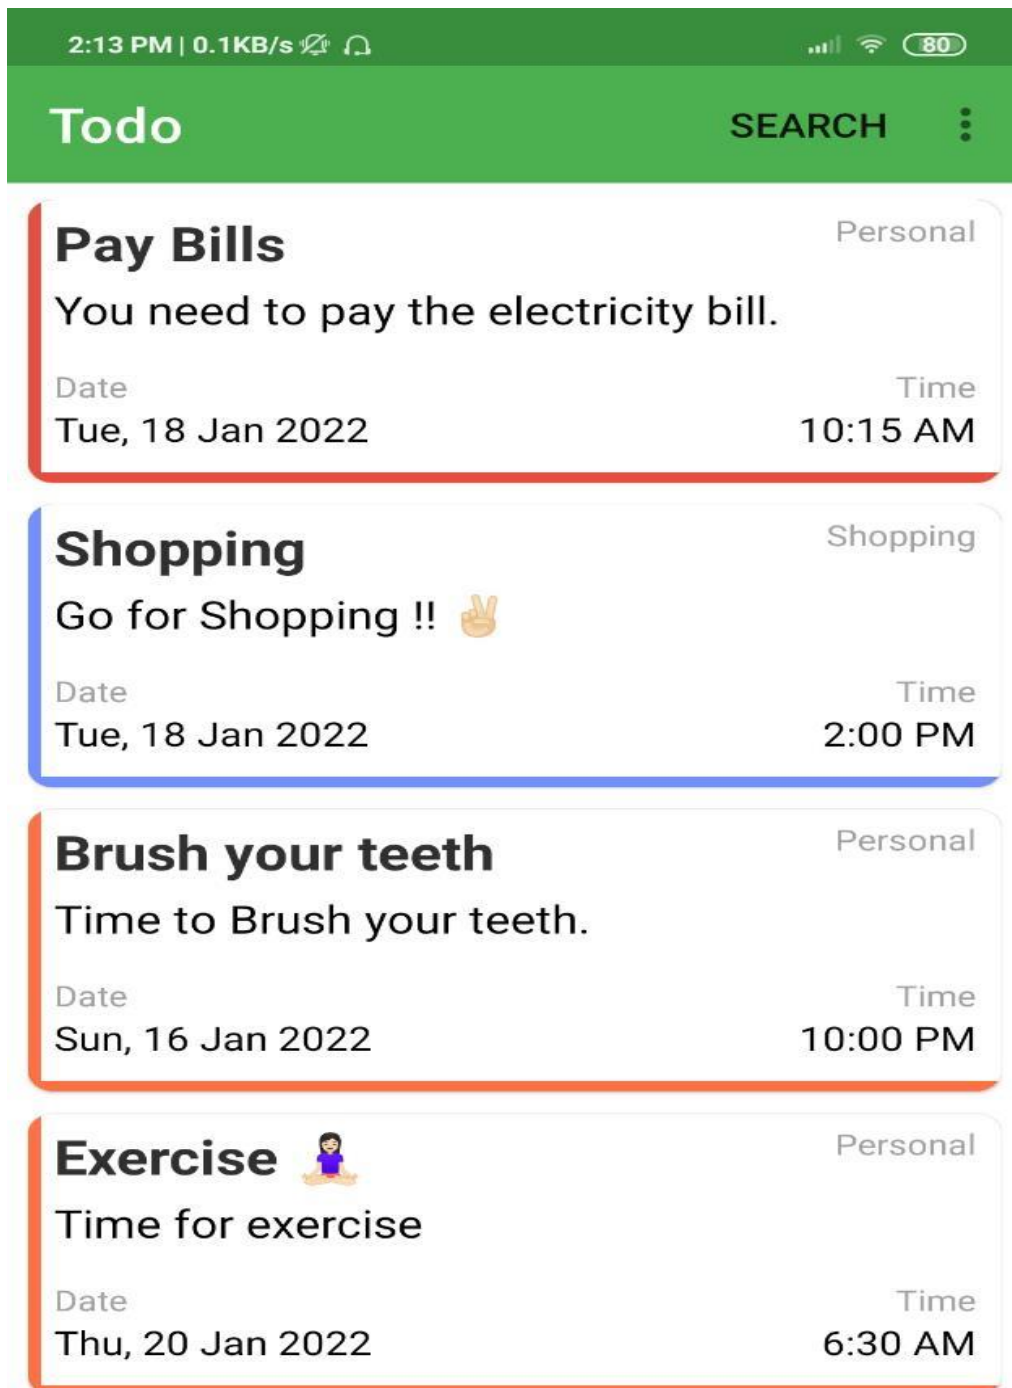 2:13 PM | 0.1KB/s
80
Todo
SEARCH
Pay Bills
Personal
You need to pay the electricity bill.
Date
Time
Tue, 18 Jan 2022
10:15 AM
Shopping
Shopping
Go for Shopping !! ✌🏻
Date
Time
Tue, 18 Jan 2022
2:00 PM
Brush your teeth
Personal
Time to Brush your teeth.
Date
Time
Sun, 16 Jan 2022
10:00 PM
Exercise 🧘🏻‍♀️
Personal
Time for exercise
Date
Time
Thu, 20 Jan 2022
6:30 AM